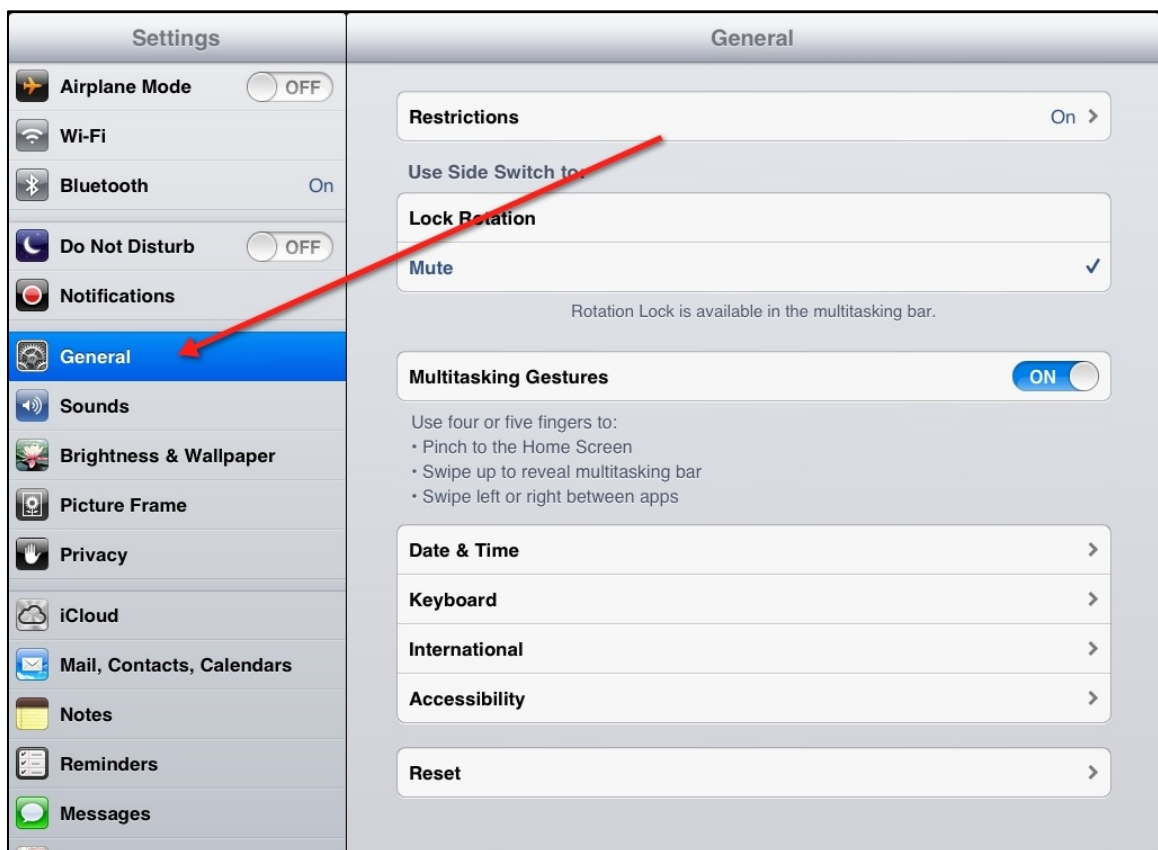 Settings
Airplane Mode OFF
Wi-Fi
Bluetooth On
Do Not Disturb OFF
Notifications
General
Sounds
Brightness & Wallpaper
Picture Frame
Privacy
iCloud
Mail, Contacts, Calendars
Notes
Reminders
Messages
General
Restrictions On
Use Side Switch to:
Lock Rotation
Mute
Rotation Lock is available in the multitasking bar.
Multitasking Gestures ON
Use four or five fingers to:
• Pinch to the Home Screen
• Swipe up to reveal multitasking bar
• Swipe left or right between apps
Date & Time
Keyboard
International
Accessibility
Reset